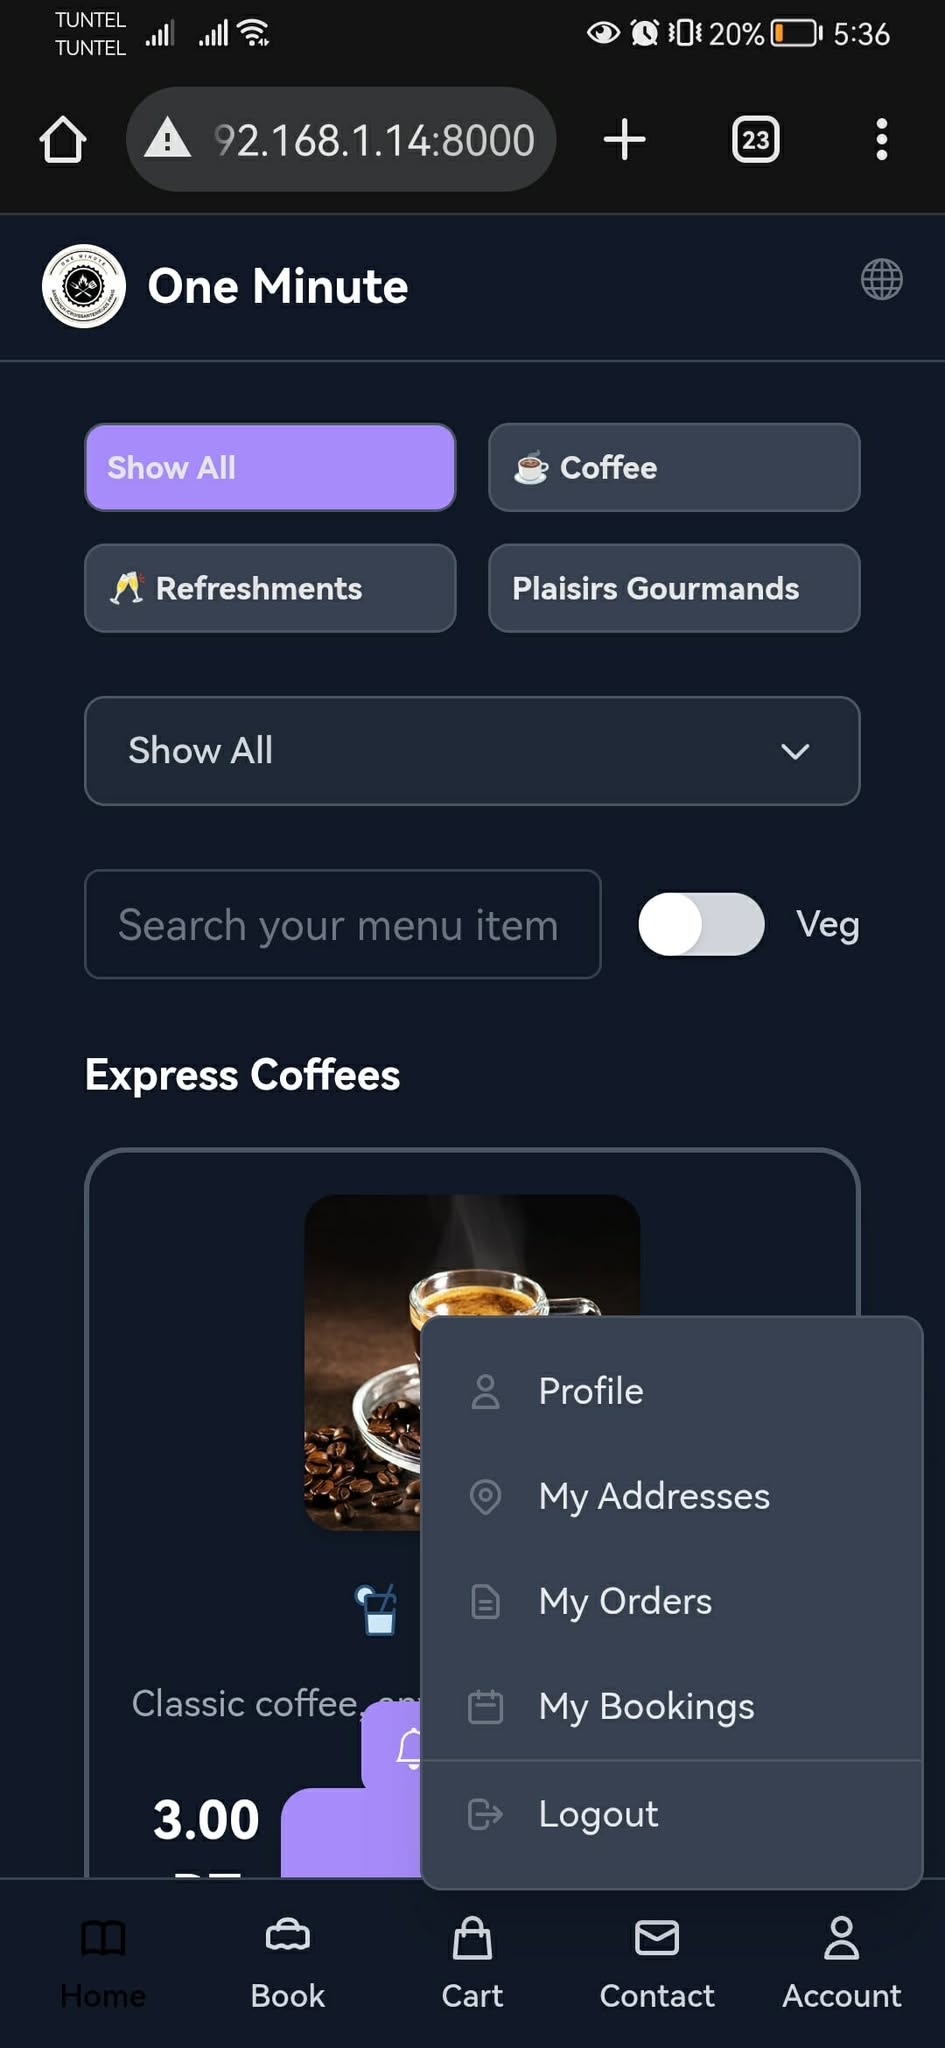 TUNTEL
TUNTEL
20%
5:36
92.168.1.14:8000
23
ONE MINUTE
One Minute
Show All
☕ Coffee
🥂 Refreshments
Plaisirs Gourmands
Show All
Search your menu item
Veg
Express Coffees
Profile
My Addresses
My Orders
Classic coffee,
My Bookings
3.00
Logout
Home
Book
Cart
Contact
Account